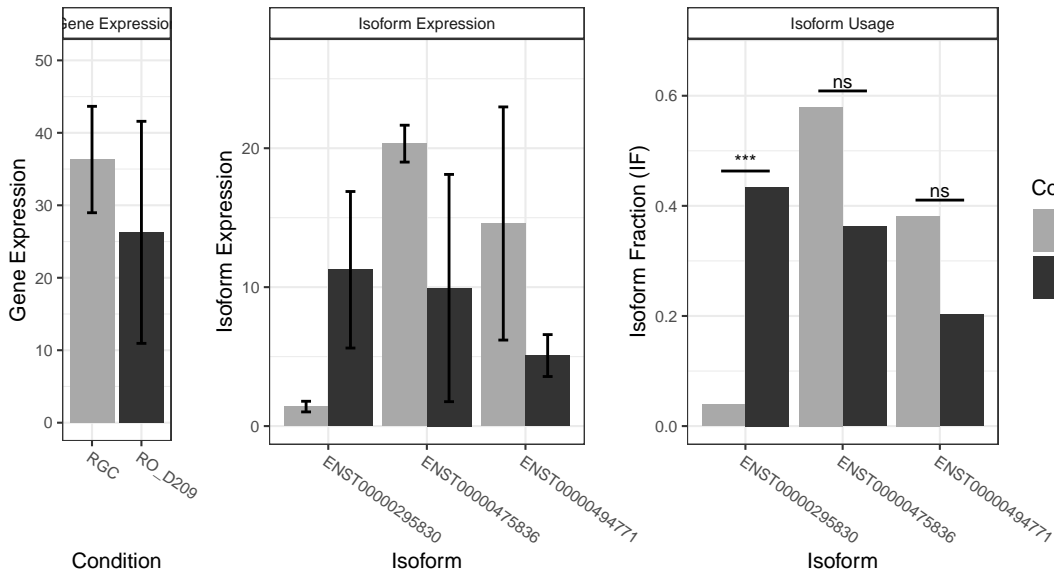 Gene Expression
Gene Expression
50
40
30
20
10
0
RGC
RO_D209
Condition
Isoform Expression
Isoform Expression
20
10
0
ENST00000295830
ENST00000475836
ENST00000494771
Isoform
Isoform Usage
Isoform Fraction (IF)
0.6
0.4
0.2
0.0
***
ns
ns
ENST00000295830
ENST00000475836
ENST00000494771
Isoform
Co